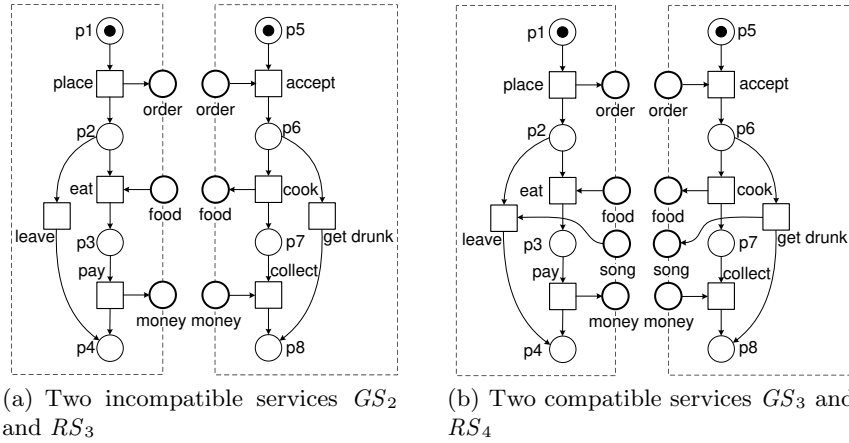 p1 p5 p1 p5
place accept place accept
order order order order
p2 p6 p2 p6
eat cook eat cook
food food food food
leave p3 p7 get drunk leave p3 p7 get drunk
song song
pay collect pay collect
money money money money
p4 p8 p4 p8
(a) Two incompatible services GS2
and RS3
(b) Two compatible services GS3 and
RS4